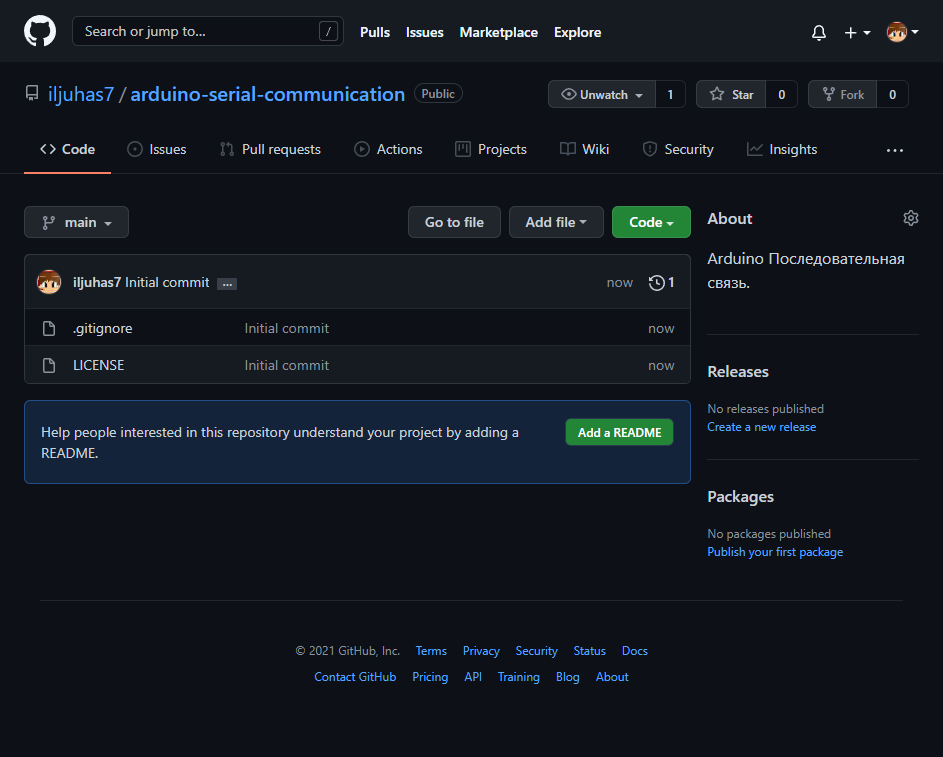 Search or jump to... /
Pulls Issues Marketplace Explore
iljuhas7 / arduino-serial-communication Public
Unwatch 1 Star 0 Fork 0
Code Issues Pull requests Actions Projects Wiki Security Insights ...
main Go to file Add file Code
iljuhas7 Initial commit ... now 1
.gitignore Initial commit now
LICENSE Initial commit now
Help people interested in this repository understand your project by adding a
README.
Add a README
About
Arduino Последовательная
связь.
Releases
No releases published
Create a new release
Packages
No packages published
Publish your first package
© 2021 GitHub, Inc. Terms Privacy Security Status Docs
Contact GitHub Pricing API Training Blog About